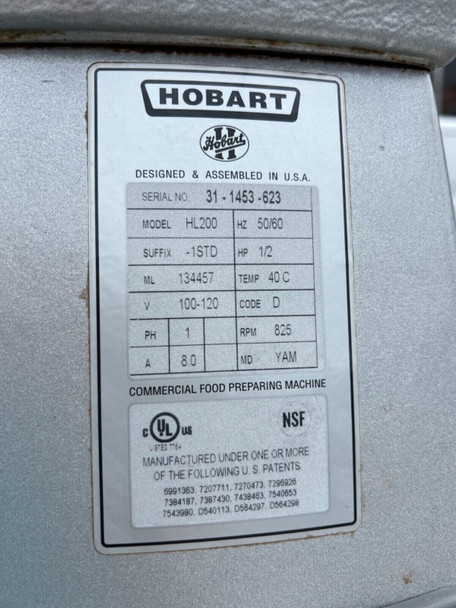 HOBART
Hobart
H
DESIGNED & ASSEMBLED IN U.S.A.
SERIAL NO. 31 - 1453 -623
MODEL HL200 HZ 50/60
SUFFIX -1STD HP 1/2
ML 134457 TEMP 40 C
V 100-120 CODE D
PH 1 RPM 825
A 8.0 MD YAM
COMMERCIAL FOOD PREPARING MACHINE
C UL US NSF
LISTED
MANUFACTURED UNDER ONE OR MORE
OF THE FOLLOWING U. S. PATENTS
6991363, 7207711, 7270473, 7296926
7384187, 7387430, 7438463, 7540653
7543980, D540113, D564297, D564298